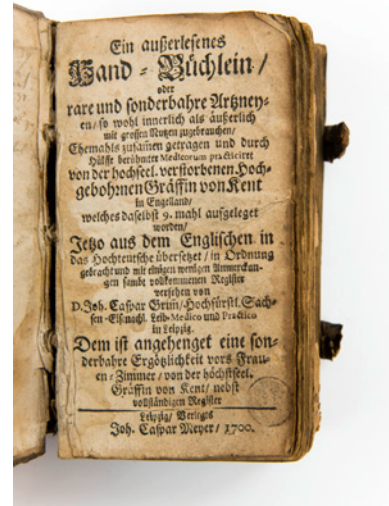 Ein außerlesenes
Hand-Büchlein/
oder
rare und sonderbahre Artzney-
en/ so wohl innerlich als äußerlich
mit grossen Nutzen zugebrauchen/
Ehemahls zusam̃en getragen und durch
Hülffe berühmter Medicorum practiciret
von der hochseel. verstorbenen Hoch-
gebohrnen Gräffin von Kent
in Engelland/
welches daselbst 9. mahl aufgeleget
worden/
Jetzo aus dem Englischen in
das Hochteutsche übersetzet/ in Ordnung
gebracht und mit einigen wenigen Anmerckun-
gen sambt vollkommenen Register
versehen von
D. Joh. Caspar Grim/ Hochfürstl. Sach-
sen-Eisenachl. Leib-Medico und Practico
in Leipzig.
Dem ist angehenget eine son-
derbahre Ergötzlichkeit vors Frau-
en-Zimmer/ von der höchstseel.
Gräffin von Kent/ nebst
vollständigen Register
Leipzig/ Verlegts
Joh. Caspar Meyer/ 1700.